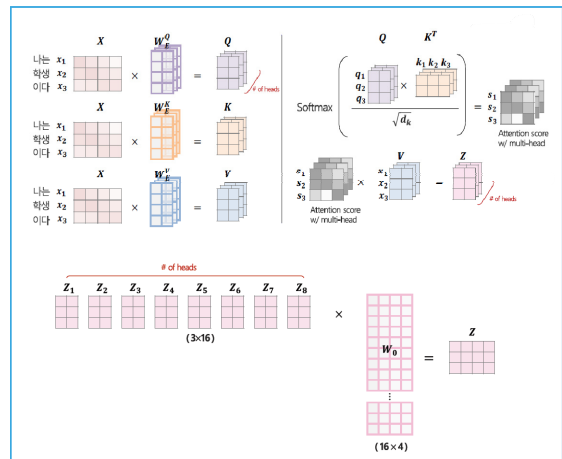 X W_E^Q Q
나는 x₁
학생 x₂ × =
이다 x₃
# of heads
X W_E^K K
나는 x₁
학생 x₂ × =
이다 x₃
X W_E^V V
나는 x₁
학생 x₂ × =
이다 x₃
Q K^T
q₁ k₁ k₂ k₃
q₂ ×
q₃
Softmax ( ) =
√d_k
s₁
s₂
s₃
Attention score
w/ multi-head
V Z
s₁ x₁
s₂ × x₂ =
s₃ x₃
# of heads
Attention score
w/ multi-head
# of heads
Z₁ Z₂ Z₃ Z₄ Z₅ Z₆ Z₇ Z₈
(3×16)
×
W₀
⋮
(16×4)
=
Z